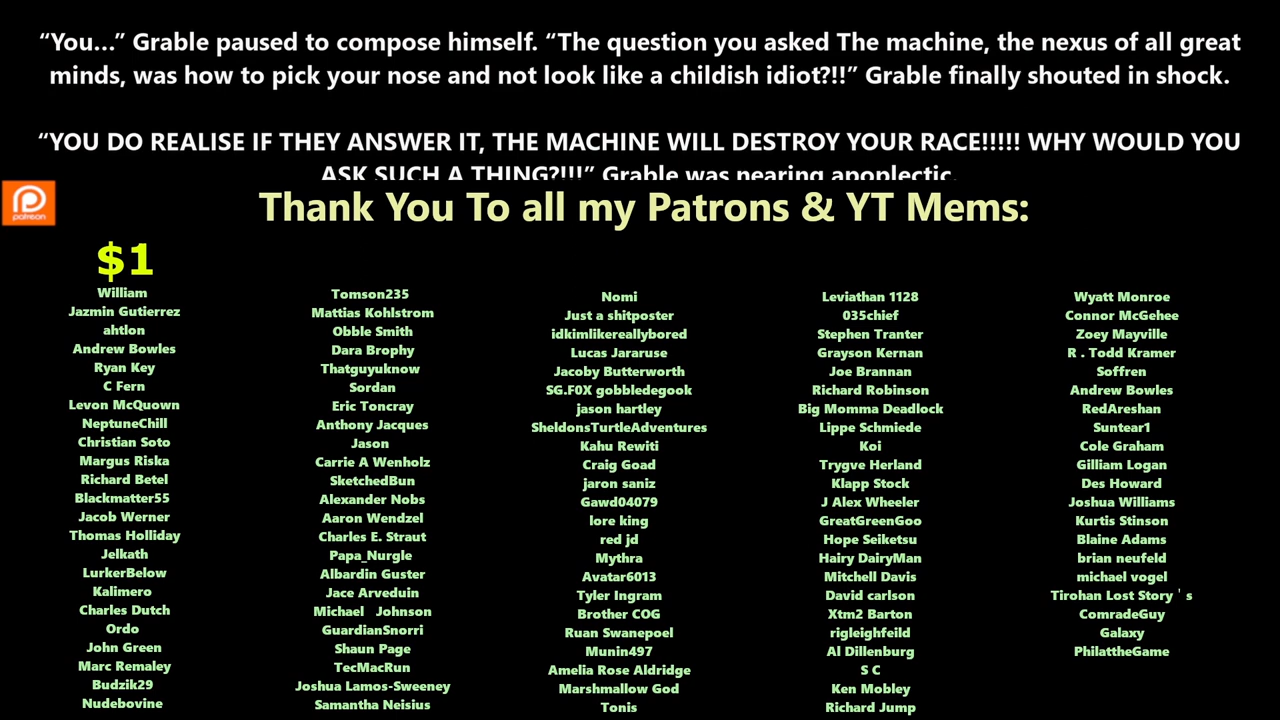 “You...” Grable paused to compose himself. “The question you asked The machine, the nexus of all great
minds, was how to pick your nose and not look like a childish idiot?!!” Grable finally shouted in shock.
“YOU DO REALISE IF THEY ANSWER IT, THE MACHINE WILL DESTROY YOUR RACE!!!!! WHY WOULD YOU
ASK SUCH A THING?!!!” Grable was nearing apoplectic.
patreon
Thank You To all my Patrons & YT Mems:
$1
William
Jazmin Gutierrez
ahtlon
Andrew Bowles
Ryan Key
C Fern
Levon McQuown
NeptuneChill
Christian Soto
Margus Riska
Richard Betel
Blackmatter55
Jacob Werner
Thomas Holliday
Jelkath
LurkerBelow
Kalimero
Charles Dutch
Ordo
John Green
Marc Remaley
Budzik29
Nudebovine
Tomson235
Mattias Kohlstrom
Obble Smith
Dara Brophy
Thatguyuknow
Sordan
Eric Toncray
Anthony Jacques
Jason
Carrie A Wenholz
SketchedBun
Alexander Nobs
Aaron Wendzel
Charles E. Straut
Papa_Nurgle
Albardin Guster
Jace Arveduin
Michael Johnson
GuardianSnorri
Shaun Page
TecMacRun
Joshua Lamos-Sweeney
Samantha Neisius
Nomi
Just a shitposter
idkimlikereallybored
Lucas Jararuse
Jacoby Butterworth
SG.F0X gobbledegook
jason hartley
SheldonsTurtleAdventures
Kahu Rewiti
Craig Goad
jaron saniz
Gawd04079
lore king
red jd
Mythra
Avatar6013
Tyler Ingram
Brother COG
Ruan Swanepoel
Munin497
Amelia Rose Aldridge
Marshmallow God
Tonis
Leviathan 1128
035chief
Stephen Tranter
Grayson Kernan
Joe Brannan
Richard Robinson
Big Momma Deadlock
Lippe Schmiede
Koi
Trygve Herland
Klapp Stock
J Alex Wheeler
GreatGreenGoo
Hope Seiketsu
Hairy DairyMan
Mitchell Davis
David carlson
Xtm2 Barton
rigleighfeild
Al Dillenburg
S C
Ken Mobley
Richard Jump
Wyatt Monroe
Connor McGehee
Zoey Mayville
R . Todd Kramer
Soffren
Andrew Bowles
RedAreshan
Suntear1
Cole Graham
Gilliam Logan
Des Howard
Joshua Williams
Kurtis Stinson
Blaine Adams
brian neufeld
michael vogel
Tirohan Lost Story ' s
ComradeGuy
Galaxy
PhilattheGame